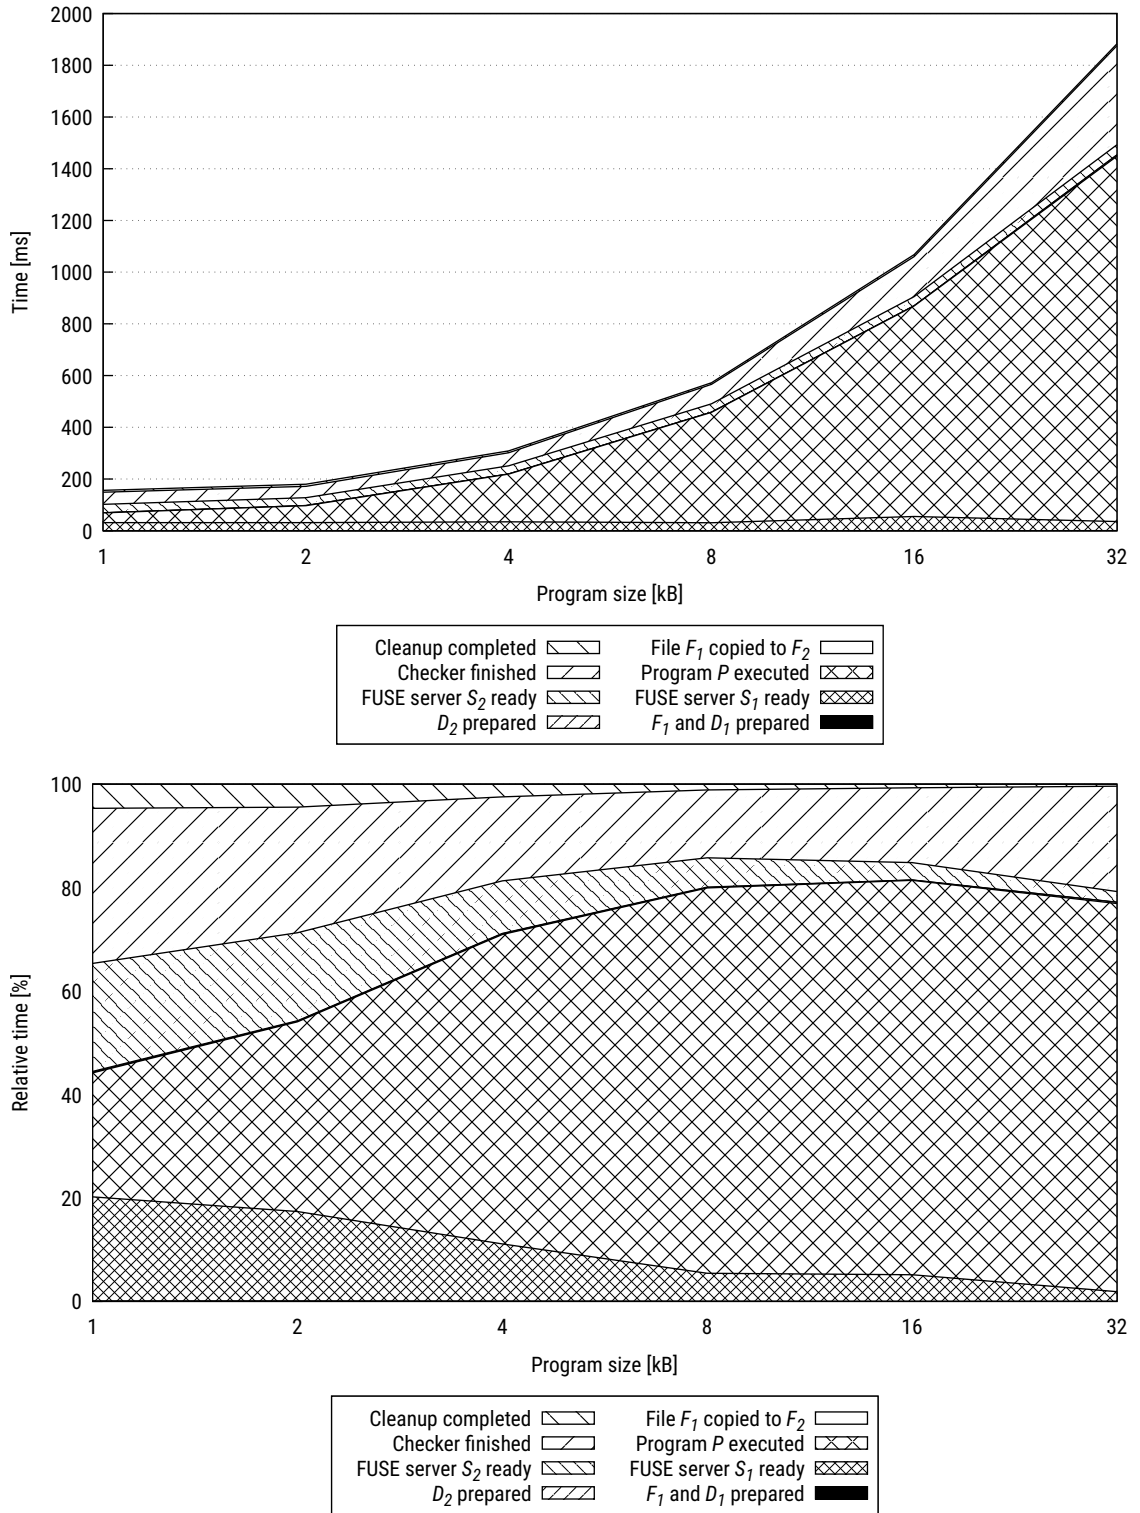 2000
1800
1600
1400
1200
1000
800
600
400
200
0
Time [ms]
1 2 4 8 16 32
Program size [kB]
Cleanup completed File F1 copied to F2
Checker finished Program P executed
FUSE server S2 ready FUSE server S1 ready
D2 prepared F1 and D1 prepared
100
80
60
40
20
0
Relative time [%]
1 2 4 8 16 32
Program size [kB]
Cleanup completed File F1 copied to F2
Checker finished Program P executed
FUSE server S2 ready FUSE server S1 ready
D2 prepared F1 and D1 prepared